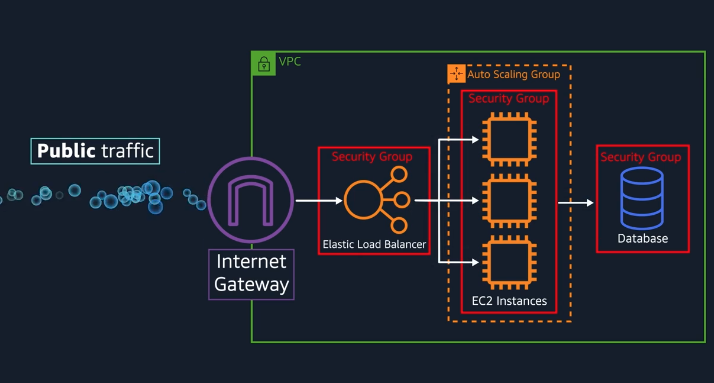 VPC
Auto Scaling Group
Security Group
Public traffic
Security Group
Security Group
Elastic Load Balancer
Database
Internet
Gateway
EC2 Instances